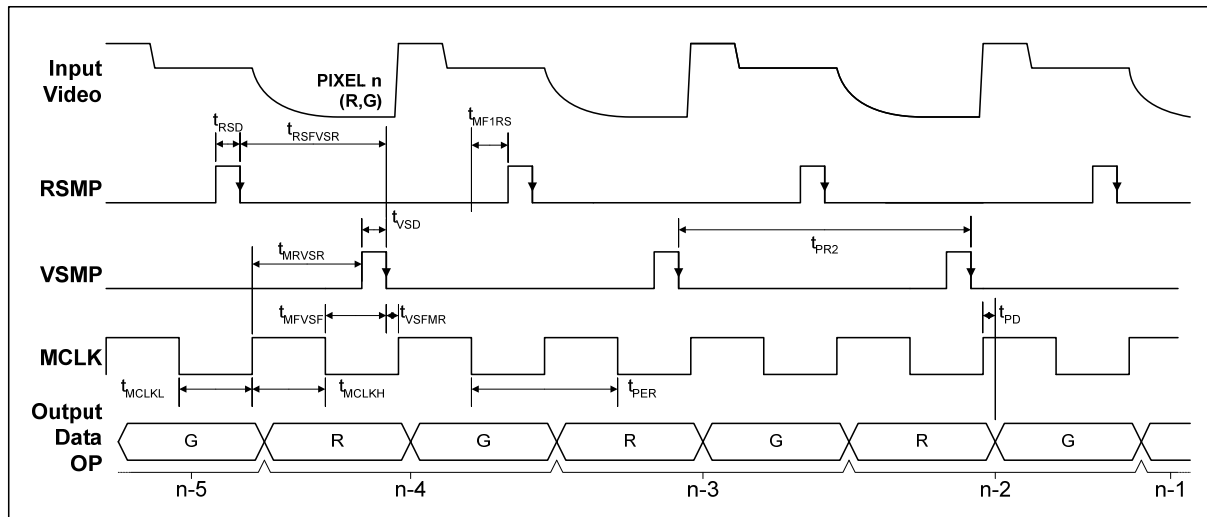 Input
Video
PIXEL n
(R,G)
tRSD
tRSFVSR
tMF1RS
RSMP
tVSD
tMRVSR
tPR2
VSMP
tMFVSF
tVSFMR
tPD
MCLK
tMCLKL
tMCLKH
tPER
Output
Data
OP
G R G R G R G
n-5 n-4 n-3 n-2 n-1